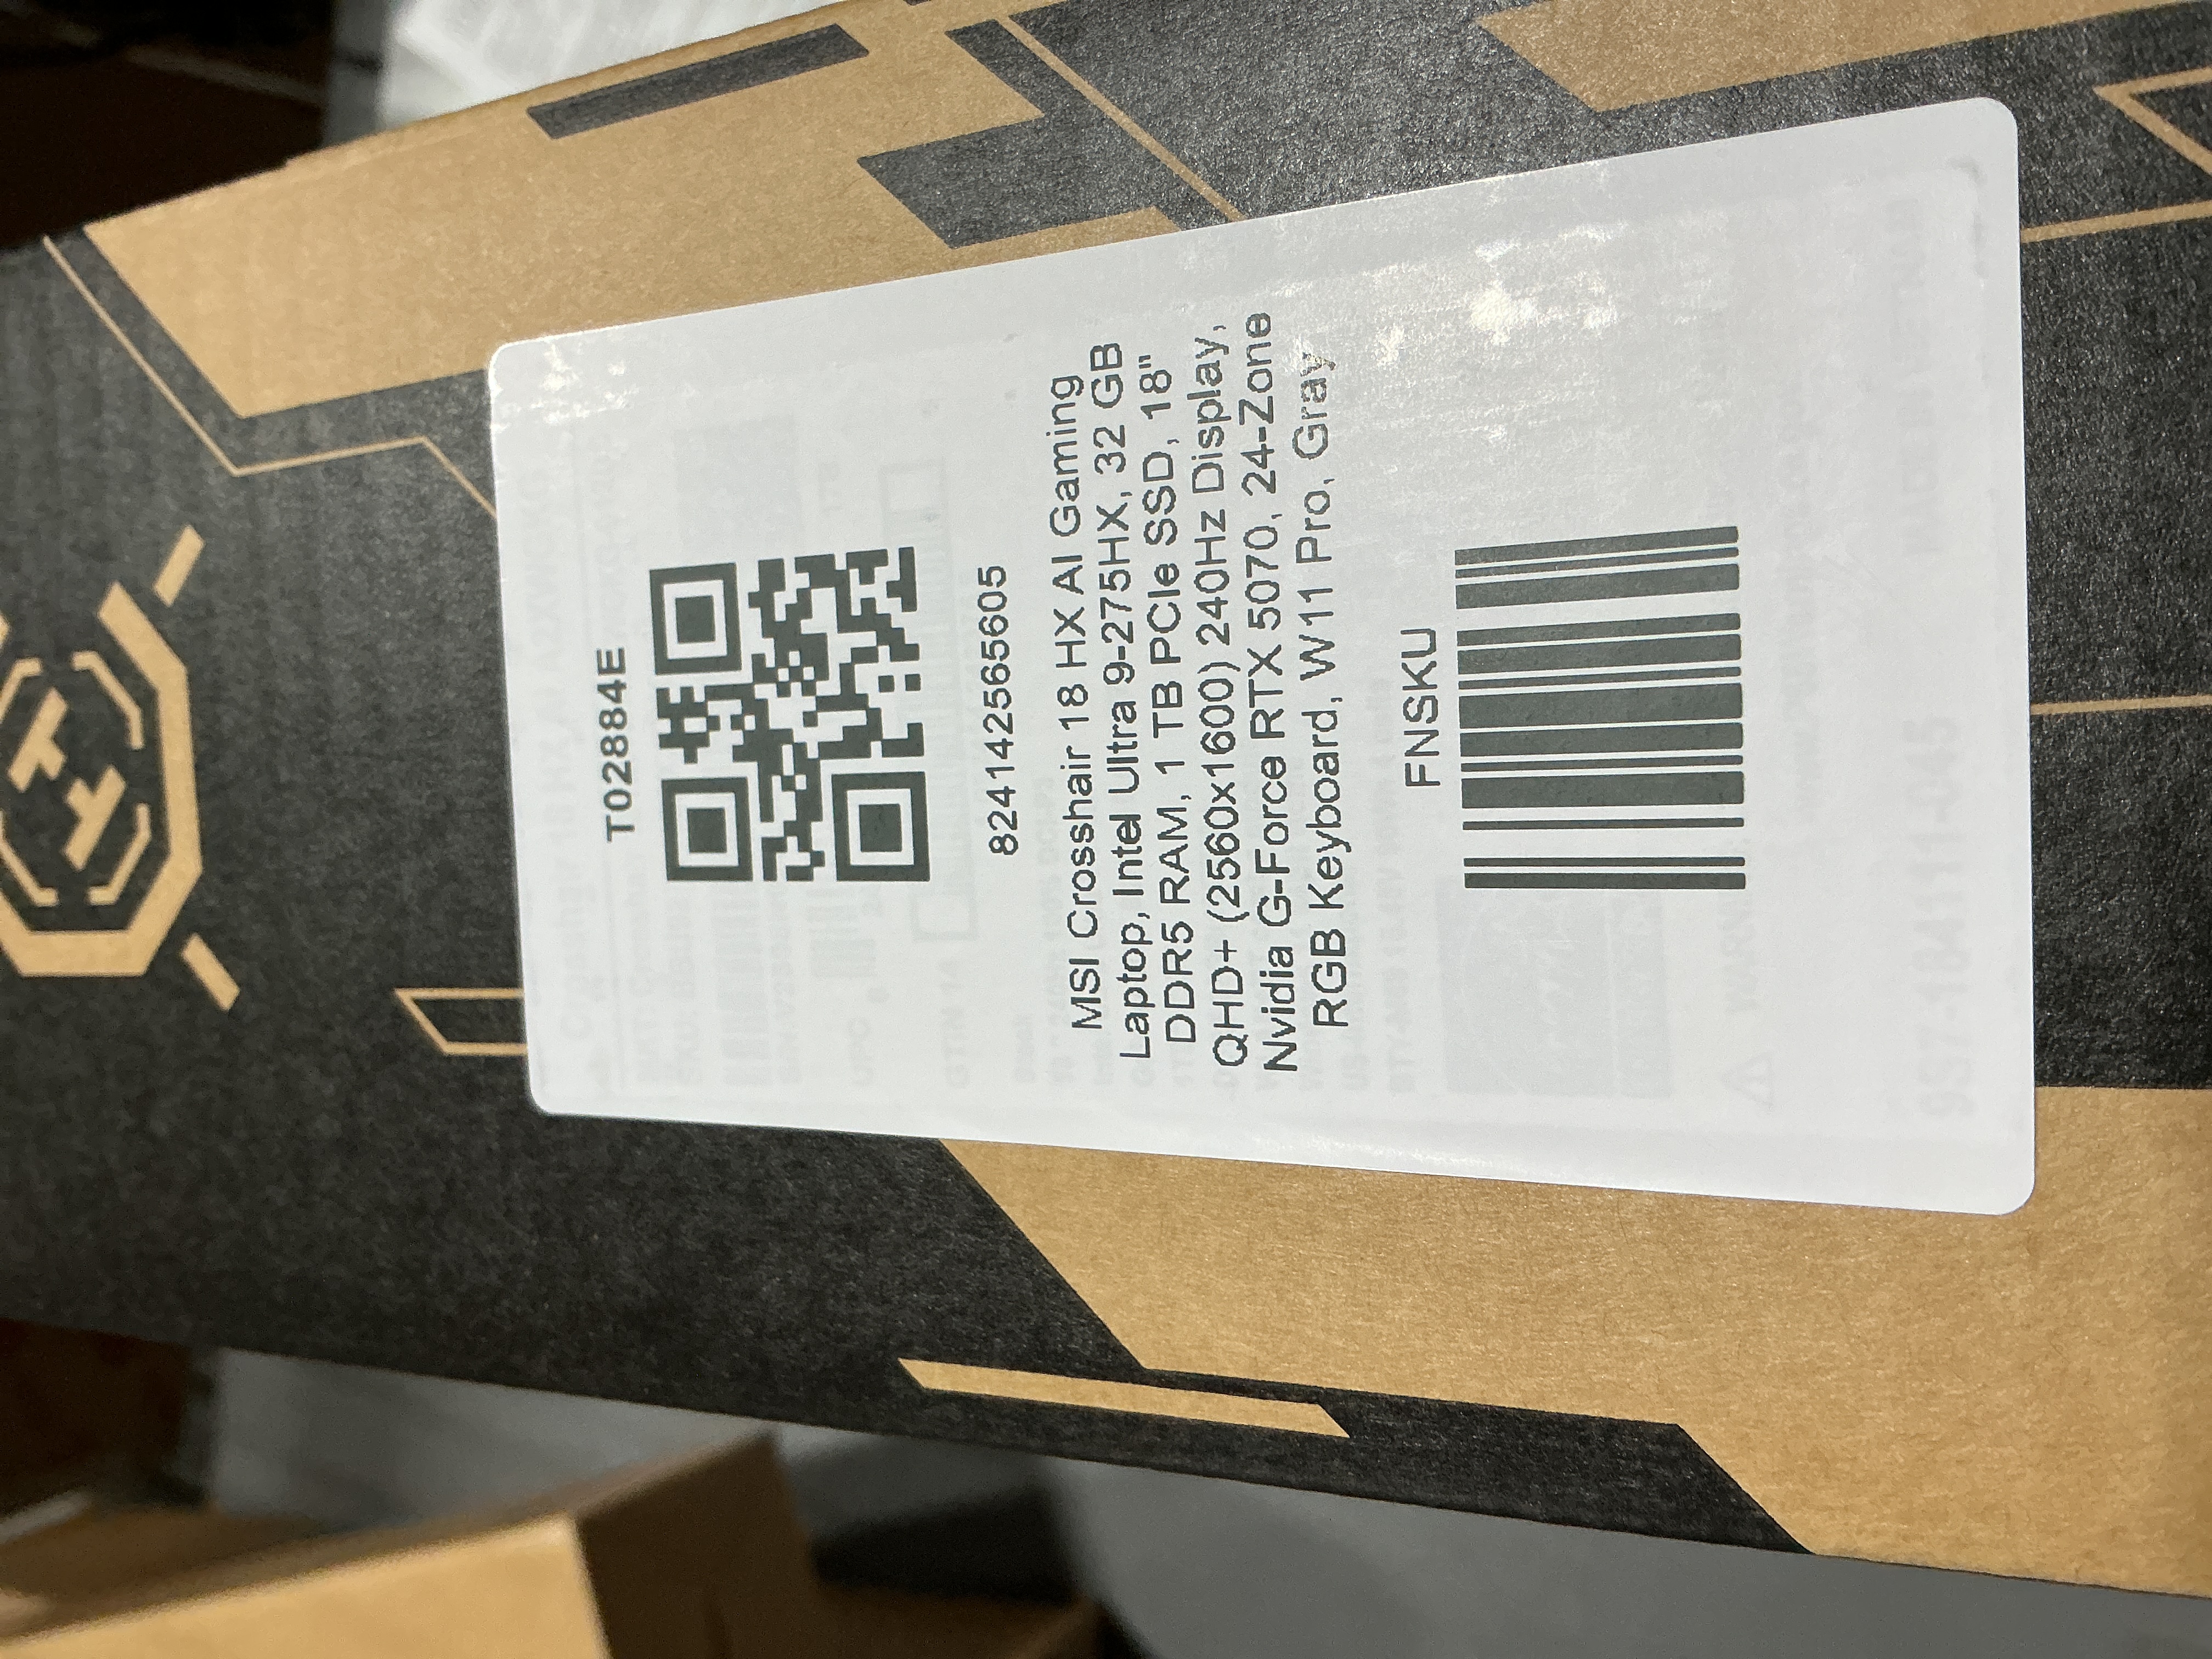 T02884E
824142565605
MSI Crosshair 18 HX AI Gaming
Laptop, Intel Ultra 9-275HX, 32 GB
DDR5 RAM, 1 TB PCIe SSD, 18"
QHD+ (2560x1600) 240Hz Display,
Nvidia G-Force RTX 5070, 24-Zone
RGB Keyboard, W11 Pro, Gray
FNSKU